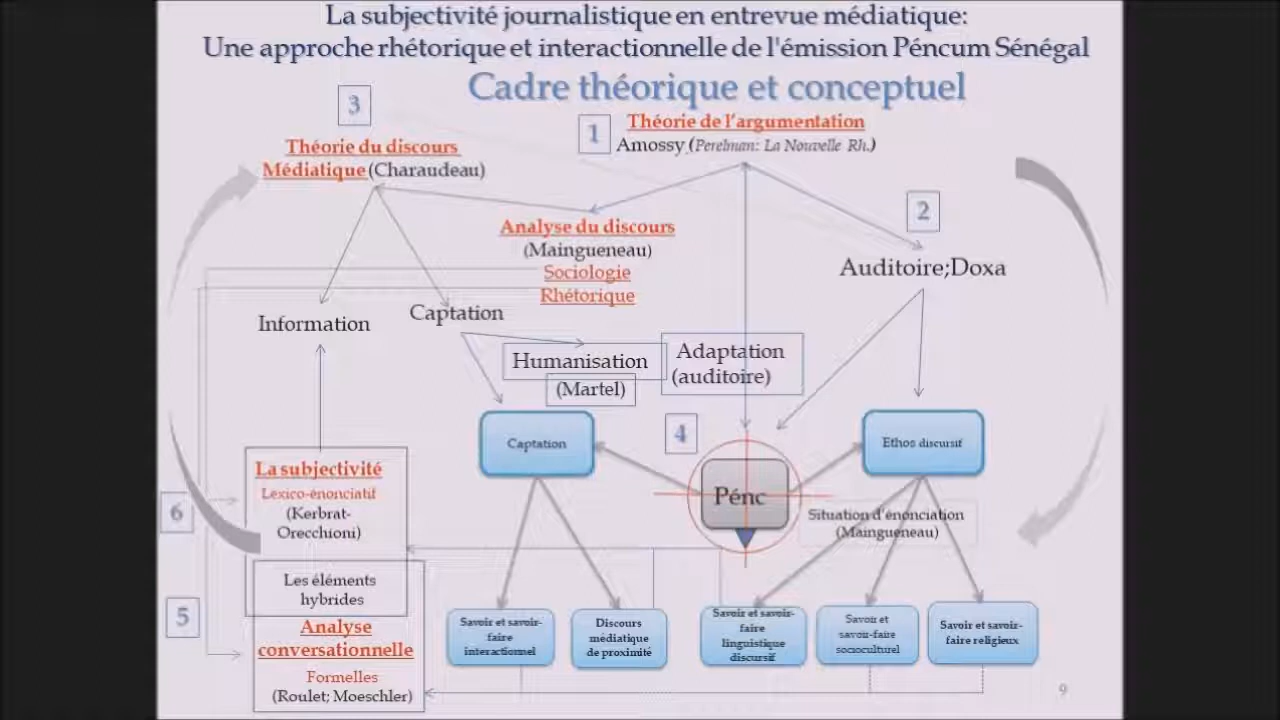 La subjectivité journalistique en entrevue médiatique:
Une approche rhétorique et interactionnelle de l'émission Péncum Sénégal
Cadre théorique et conceptuel
3
Théorie du discours
Médiatique (Charaudeau)
1
Théorie de l'argumentation
Amossy (Perelman: La Nouvelle Rh.)
2
Auditoire;Doxa
Analyse du discours
(Maingueneau)
Sociologie
Rhétorique
Information
Captation
Humanisation
(Martel)
Adaptation
(auditoire)
Captation
4
Pénc
Ethos discursif
Situation d'énonciation
(Maingueneau)
La subjectivité
Lexico-énonciatif
(Kerbrat-
Orecchioni)
6
Les éléments
hybrides
5
Analyse
conversationnelle
Formelles
(Roulet; Moeschler)
Savoir et savoir-
faire
interactionnel
Discours
médiatique
de proximité
Savoir et savoir-
faire
linguistique
discursif
Savoir et
savoir-faire
socioculturel
Savoir et savoir-
faire religieux
9